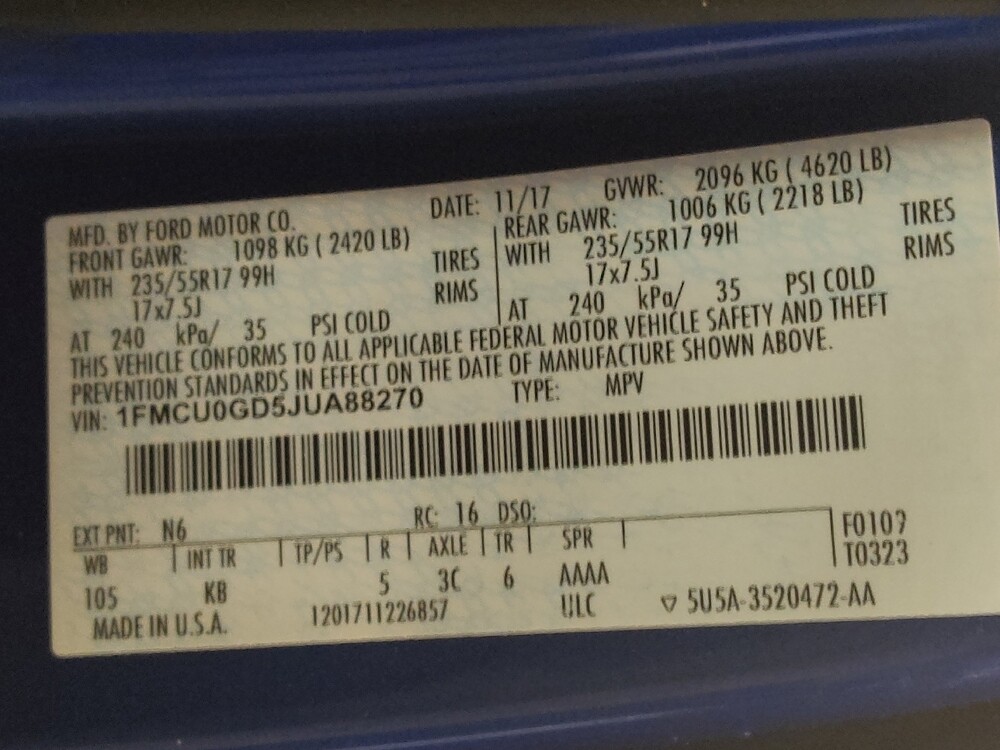 MFD. BY FORD MOTOR CO. DATE: 11/17 GVWR: 2096 KG ( 4620 LB)
FRONT GAWR: 1098 KG ( 2420 LB) REAR GAWR: 1006 KG ( 2218 LB)
WITH 235/55R17 99H TIRES WITH 235/55R17 99H TIRES
17x7.5J RIMS 17x7.5J RIMS
AT 240 kPa/ 35 PSI COLD AT 240 kPa/ 35 PSI COLD
THIS VEHICLE CONFORMS TO ALL APPLICABLE FEDERAL MOTOR VEHICLE SAFETY AND THEFT
PREVENTION STANDARDS IN EFFECT ON THE DATE OF MANUFACTURE SHOWN ABOVE.
VIN: 1FMCU0GD5JUA88270 TYPE: MPV
EXT PNT: N6 RC: 16 DSO:
WB INT TR TP/PS R AXLE TR SPR F0107
105 KB 5 3C 6 AAAA T0323
MADE IN U.S.A. 1201711226857 ULC ▽ 5U5A-3520472-AA